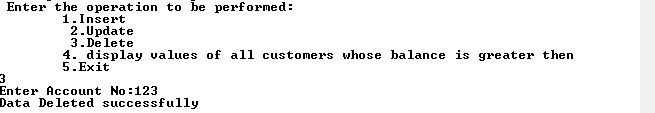 Enter the operation to be performed:
1.Insert
2.Update
3.Delete
4. display values of all customers whose balance is greater then
5.Exit
3
Enter Account No:123
Data Deleted successfully